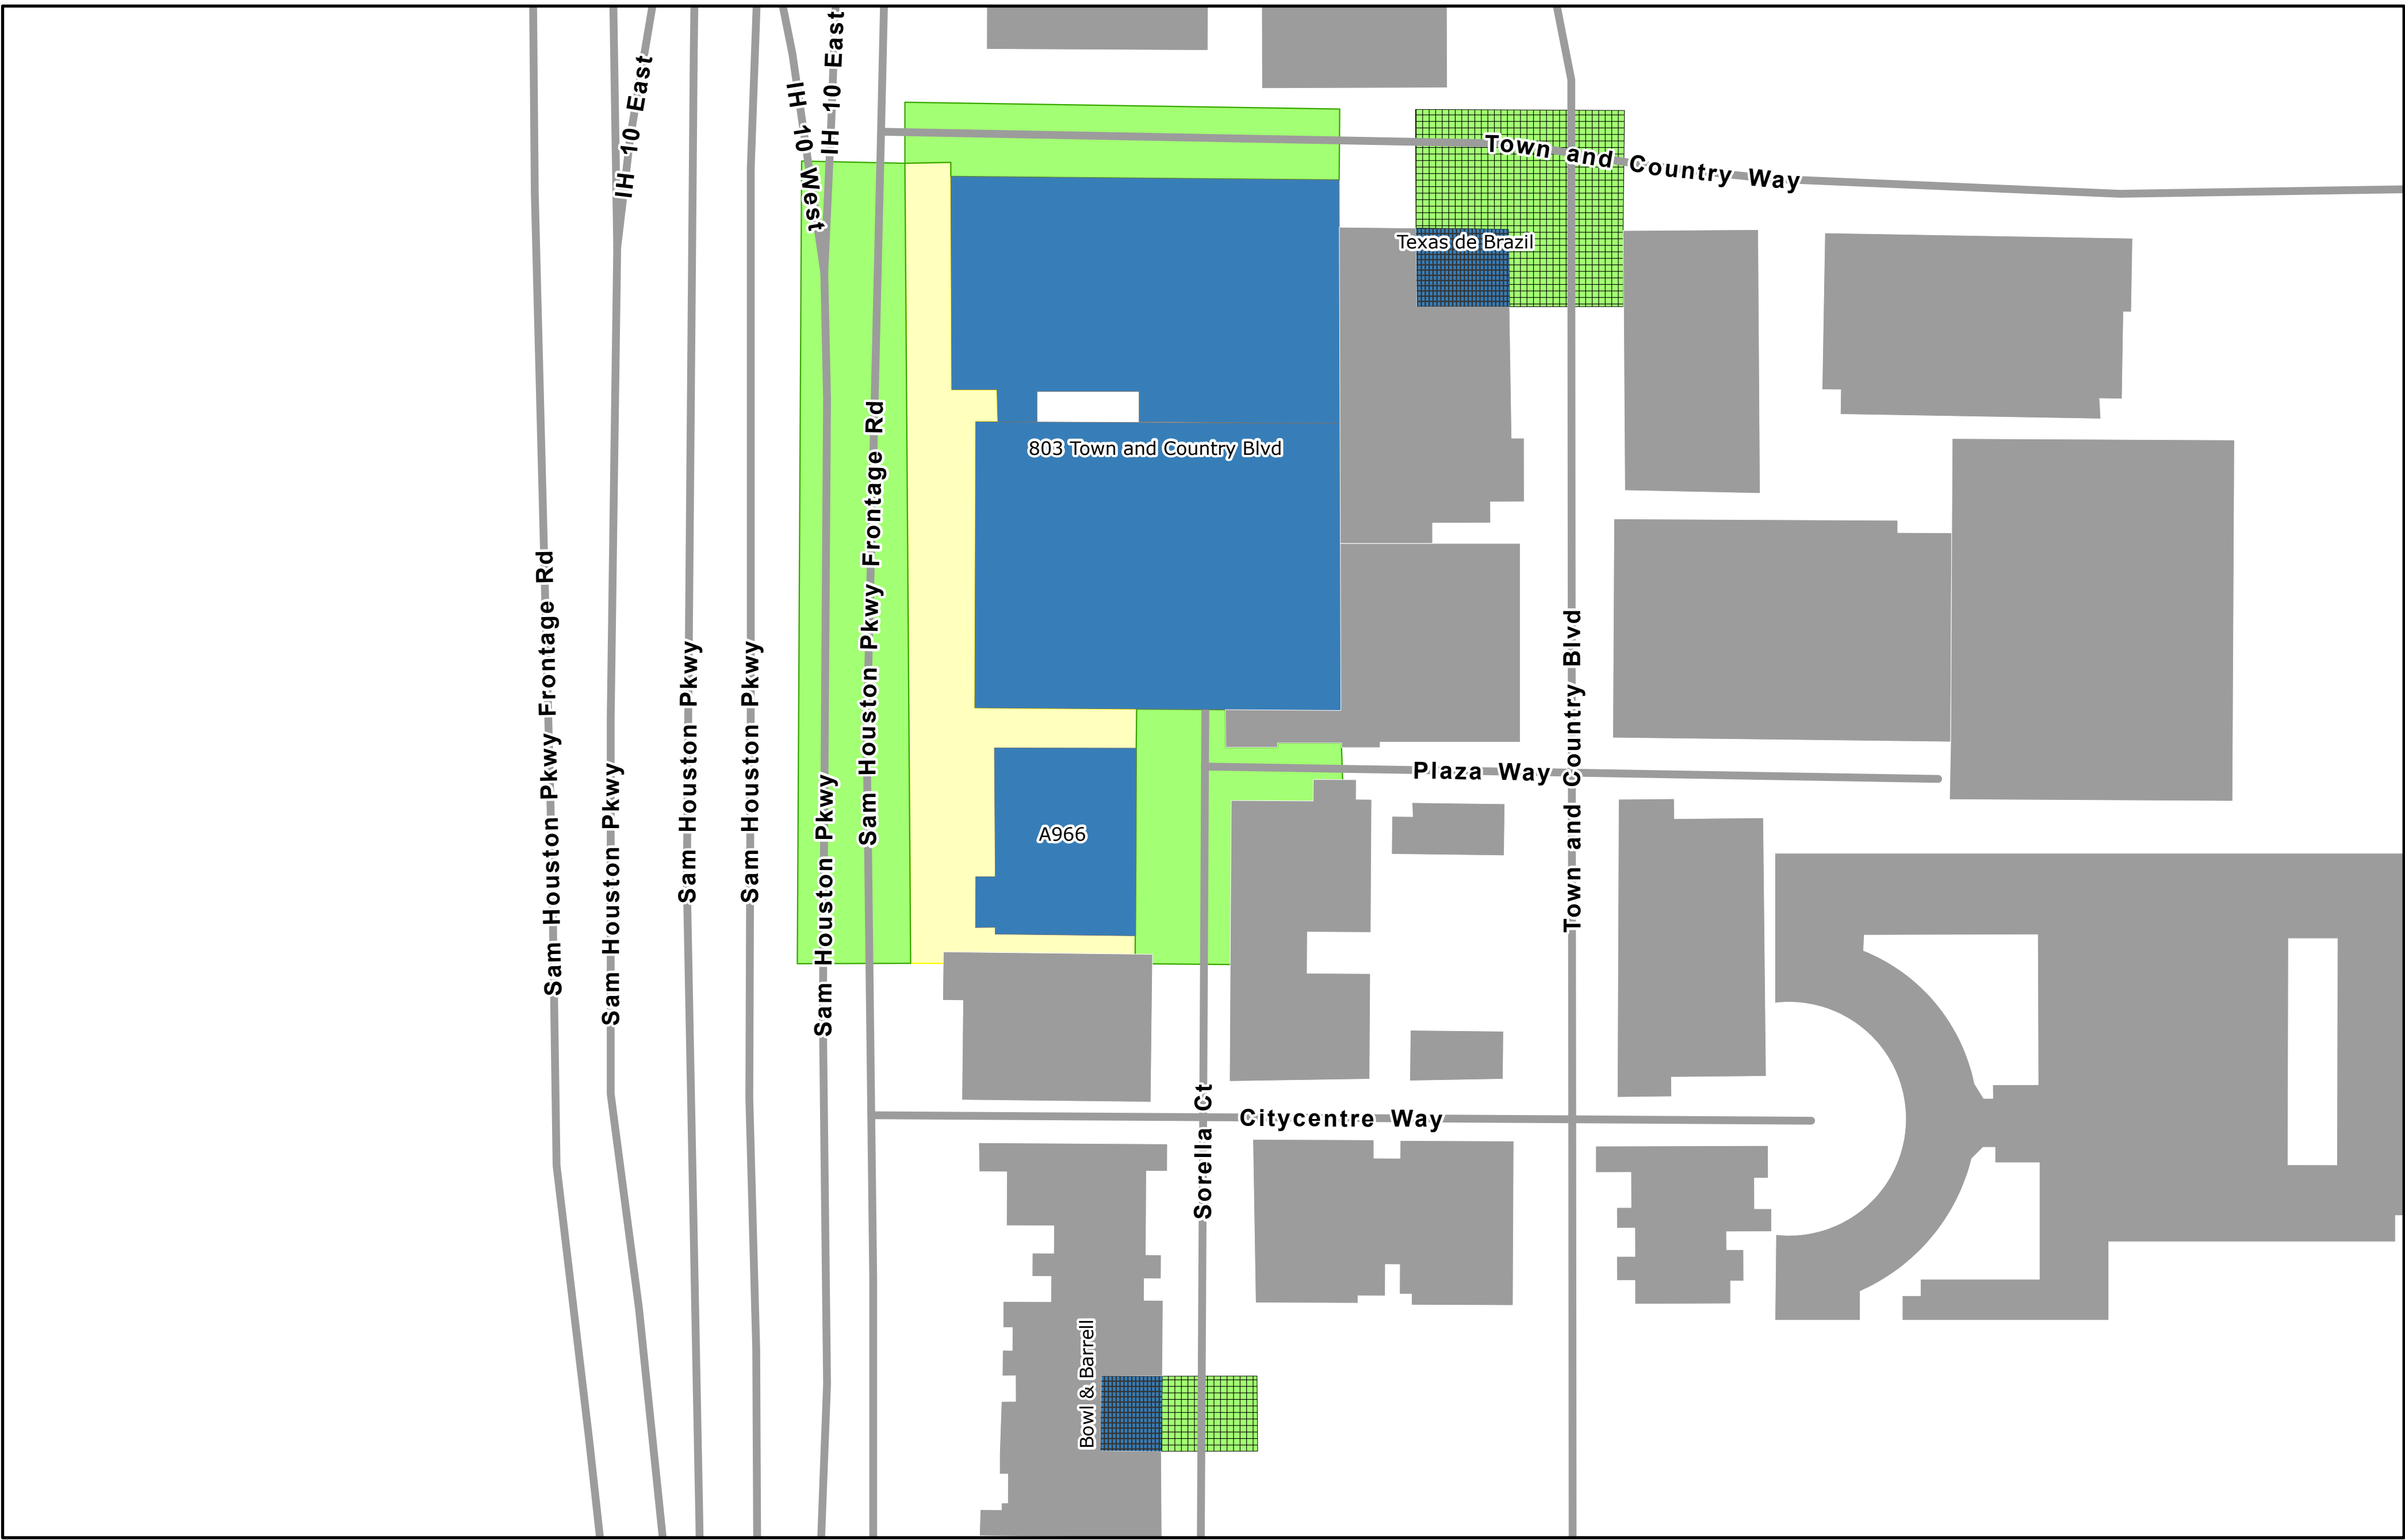 IH 10 East
IH 10 West
IH 10 East
Town and Country Way
Texas de Brazil
803 Town and Country Blvd
Sam Houston Pkwy Frontage Rd
Sam Houston Pkwy Frontage Rd
Sam Houston Pkwy
Sam Houston Pkwy
Sam Houston Pkwy
Sam Houston Pkwy
Town and Country Blvd
Plaza Way
A966
Citycentre Way
Sorella Ct
Bowl & Barrell